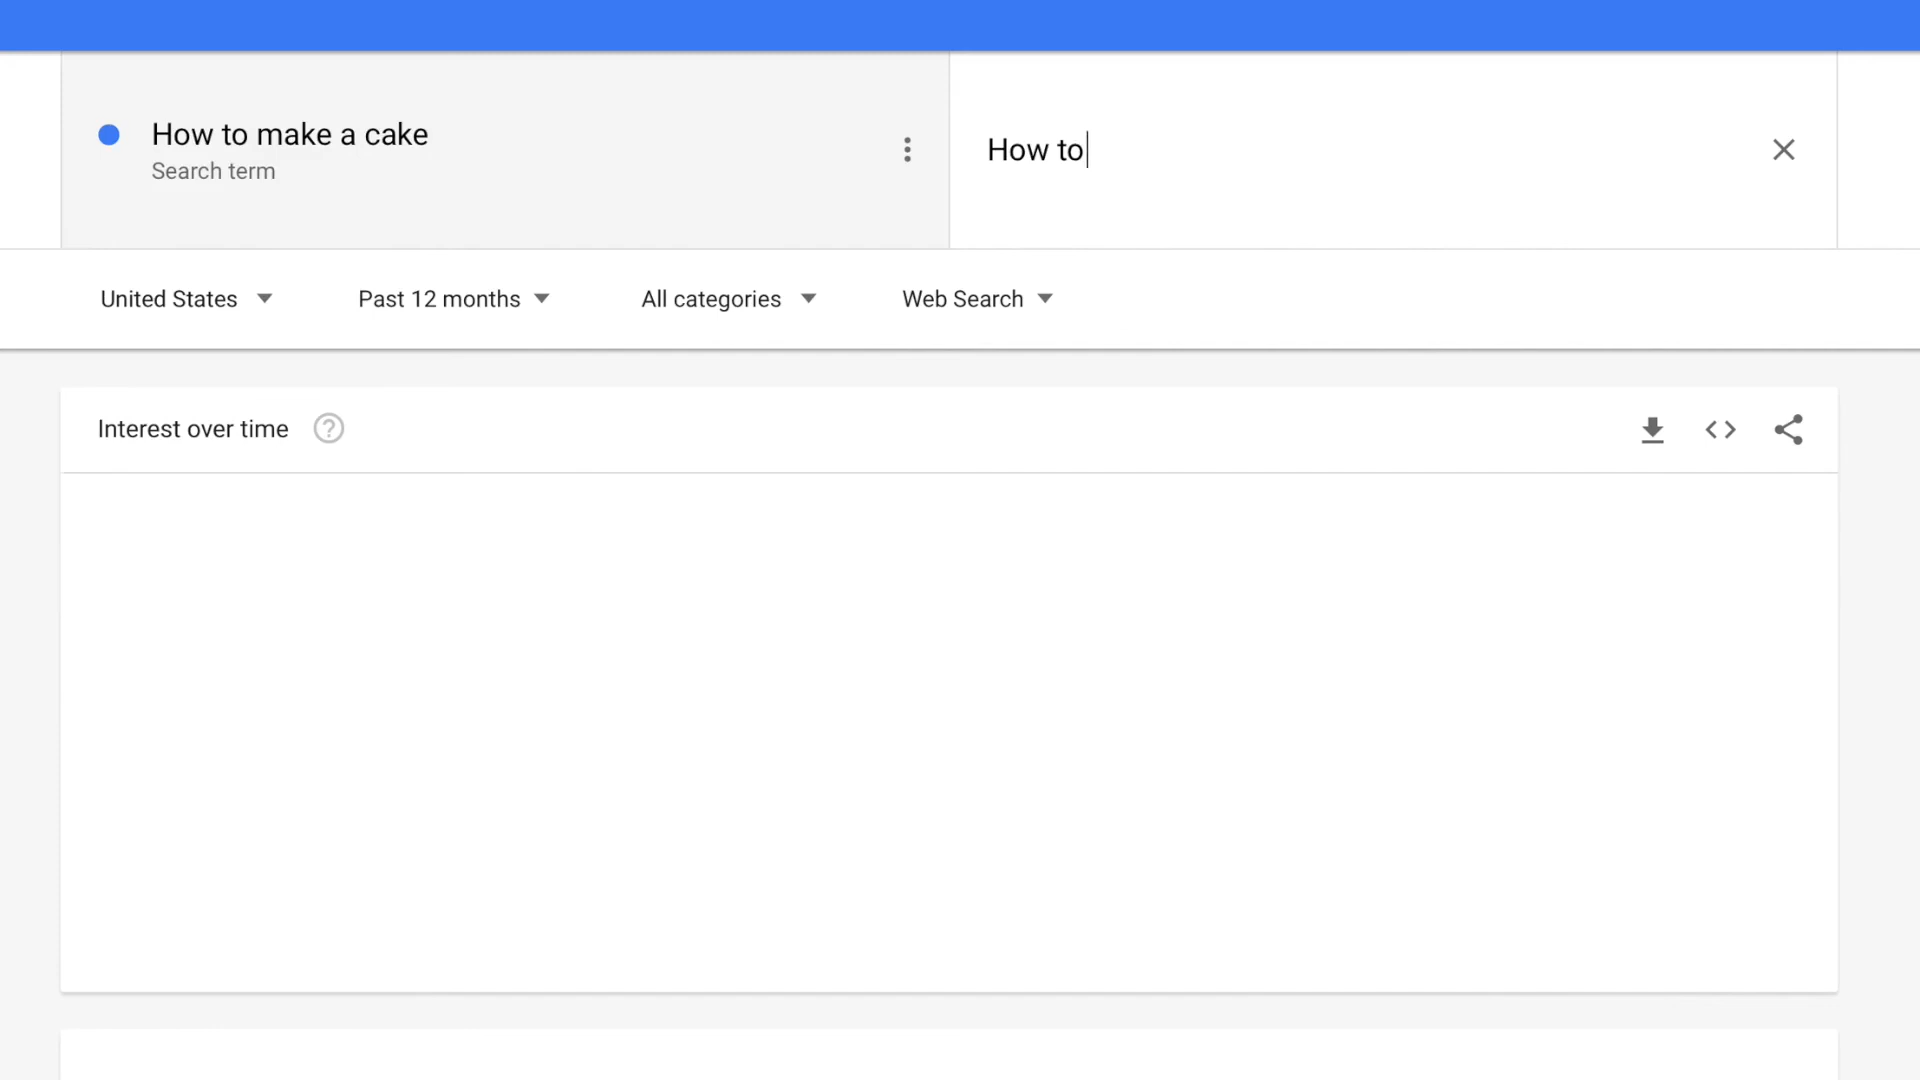 How to make a cake
Search term
How to
United States
Past 12 months
All categories
Web Search
Interest over time
?